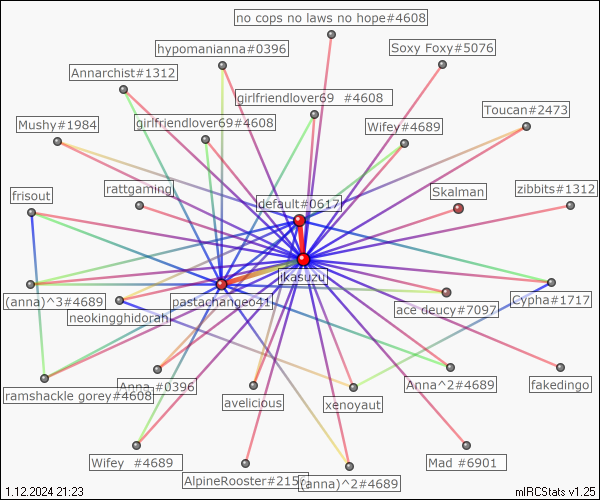 no cops no laws no hope#4608
hypomanianna#0396
Soxy Foxy#5076
Annarchist#1312
girlfriendlover69 #4608
Toucan#2473
Mushy#1984
girlfriendlover69#4608
Wifey#4689
frisout
rattgaming
default#0617
Skalman
zibbits#1312
jkasuzu
(anna)^3#4689
pastachangeo41
Cypha#1717
neokingghidorah
ace deucy#7097
Anna #0396
Anna^2#4689
fakedingo
ramshackle gorey#4608
avelicious
xenoyaut
Wifey #4689
Mad #6901
AlpineRooster#215
(anna)^2#4689
1.12.2024 21:23
mIRCStats v1.25